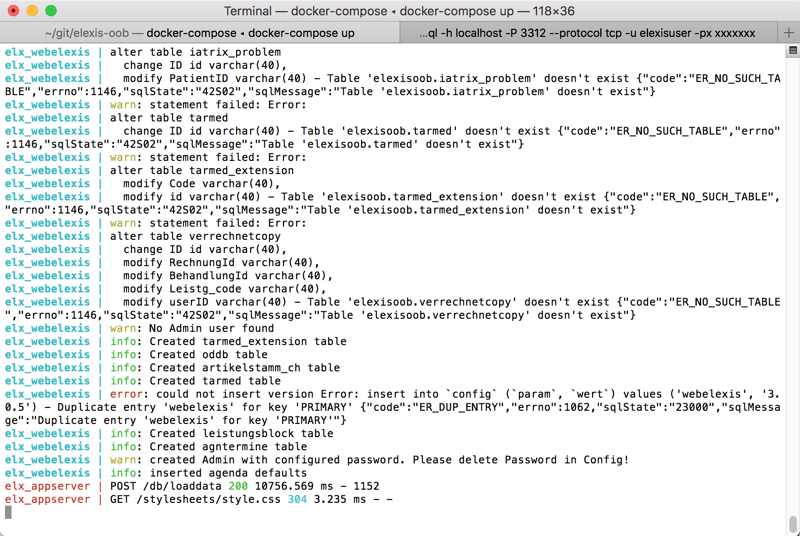 Terminal — docker-compose ◂ docker-compose up — 118×36
~/git/elexis-oob — docker-compose ◂ docker-compose up
...ql -h localhost -P 3312 --protocol tcp -u elexisuser -px xxxxxxx
+
elx_webelexis | alter table iatrix_problem
elx_webelexis |   change ID id varchar(40),
elx_webelexis |   modify PatientID varchar(40) - Table 'elexisoob.iatrix_problem' doesn't exist {"code":"ER_NO_SUCH_TA
BLE","errno":1146,"sqlState":"42S02","sqlMessage":"Table 'elexisoob.iatrix_problem' doesn't exist"}
elx_webelexis | warn: statement failed: Error:
elx_webelexis | alter table tarmed
elx_webelexis |   change ID id varchar(40) - Table 'elexisoob.tarmed' doesn't exist {"code":"ER_NO_SUCH_TABLE","errno"
:1146,"sqlState":"42S02","sqlMessage":"Table 'elexisoob.tarmed' doesn't exist"}
elx_webelexis | warn: statement failed: Error:
elx_webelexis | alter table tarmed_extension
elx_webelexis |   modify Code varchar(40),
elx_webelexis |   modify id varchar(40) - Table 'elexisoob.tarmed_extension' doesn't exist {"code":"ER_NO_SUCH_TABLE",
"errno":1146,"sqlState":"42S02","sqlMessage":"Table 'elexisoob.tarmed_extension' doesn't exist"}
elx_webelexis | warn: statement failed: Error:
elx_webelexis | alter table verrechnetcopy
elx_webelexis |   change ID id varchar(40),
elx_webelexis |   modify RechnungId varchar(40),
elx_webelexis |   modify BehandlungId varchar(40),
elx_webelexis |   modify Leistg_code varchar(40),
elx_webelexis |   modify userID varchar(40) - Table 'elexisoob.verrechnetcopy' doesn't exist {"code":"ER_NO_SUCH_TABLE
","errno":1146,"sqlState":"42S02","sqlMessage":"Table 'elexisoob.verrechnetcopy' doesn't exist"}
elx_webelexis | warn: No Admin user found
elx_webelexis | info: Created tarmed_extension table
elx_webelexis | info: Created oddb table
elx_webelexis | info: Created artikelstamm_ch table
elx_webelexis | info: Created tarmed table
elx_webelexis | error: could not insert version Error: insert into `config` (`param`, `wert`) values ('webelexis', '3.
0.5') - Duplicate entry 'webelexis' for key 'PRIMARY' {"code":"ER_DUP_ENTRY","errno":1062,"sqlState":"23000","sqlMessa
ge":"Duplicate entry 'webelexis' for key 'PRIMARY'"}
elx_webelexis | info: Created leistungsblock table
elx_webelexis | info: Created agntermine table
elx_webelexis | warn: created Admin with configured password. Please delete Password in Config!
elx_webelexis | info: inserted agenda defaults
elx_appserver | POST /db/loaddata 200 10756.569 ms - 1152
elx_appserver | GET /stylesheets/style.css 304 3.235 ms - -